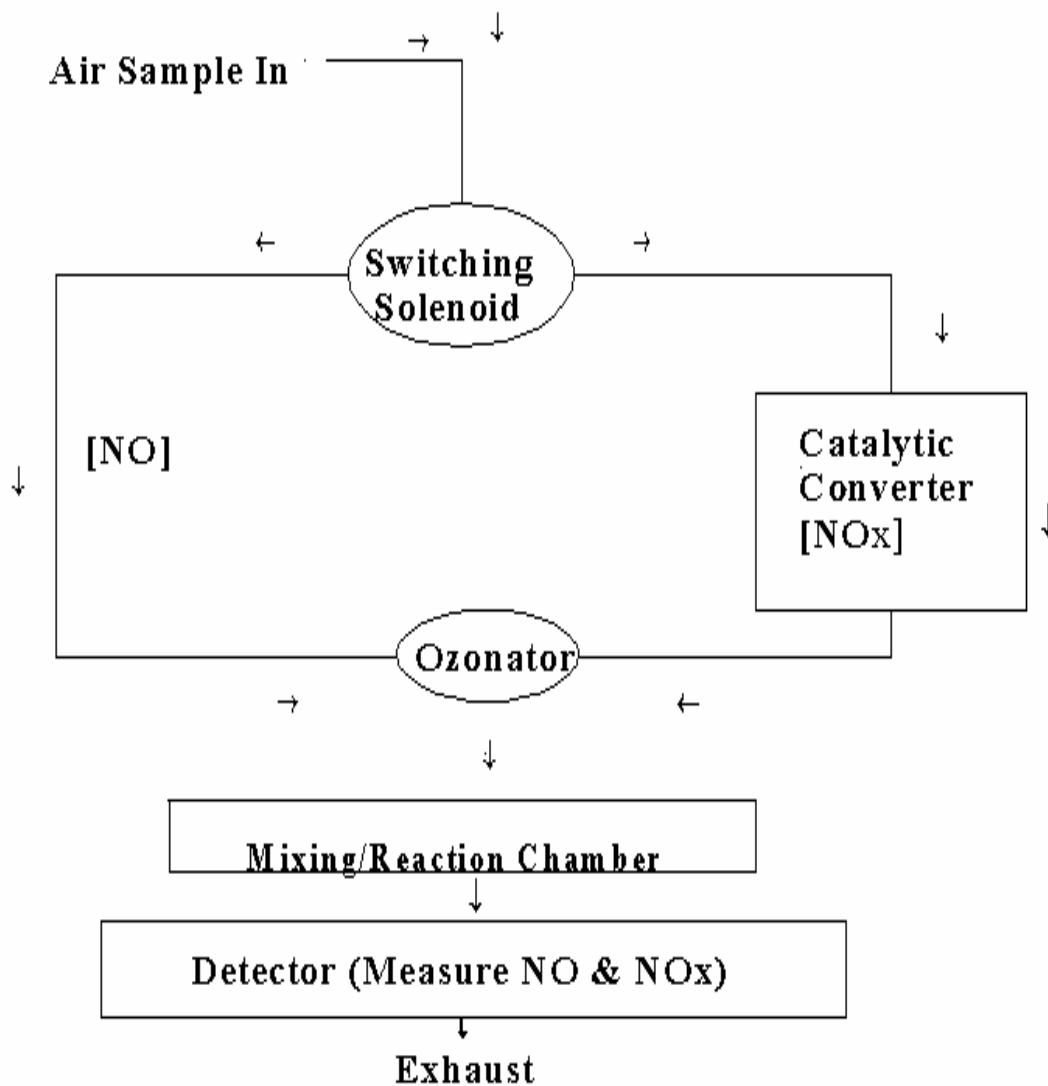 Air Sample In
Switching
Solenoid
[NO]
Catalytic
Converter
[NOx]
Ozonator
Mixing/Reaction Chamber
Detector (Measure NO & NOx)
Exhaust